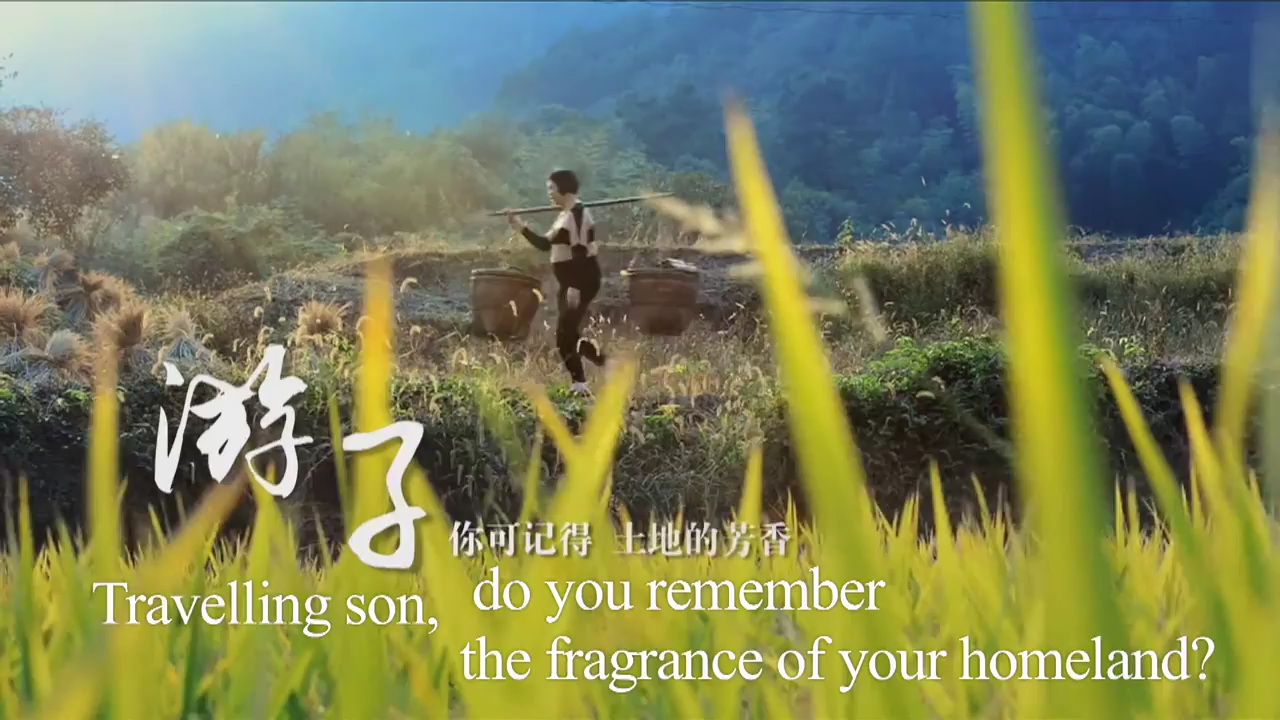 游子
你可记得 土地的芳香
Travelling son, do you remember
the fragrance of your homeland?